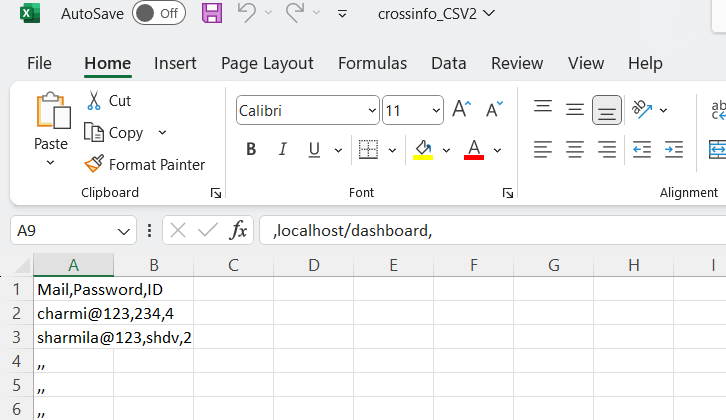 AutoSave Off crossinfo_CSV2
File Home Insert Page Layout Formulas Data Review View Help
Paste
Cut
Copy
Format Painter
Clipboard
Calibri 11 A A
B I U A
Font
ab
ab
c
Alignment
A9 fx ,localhost/dashboard,
A B C D E F G H I
1 Mail,Password,ID
2 charmi@123,234,4
3 sharmila@123,shdv,2
4 ,,
5 ,,
6 ,,